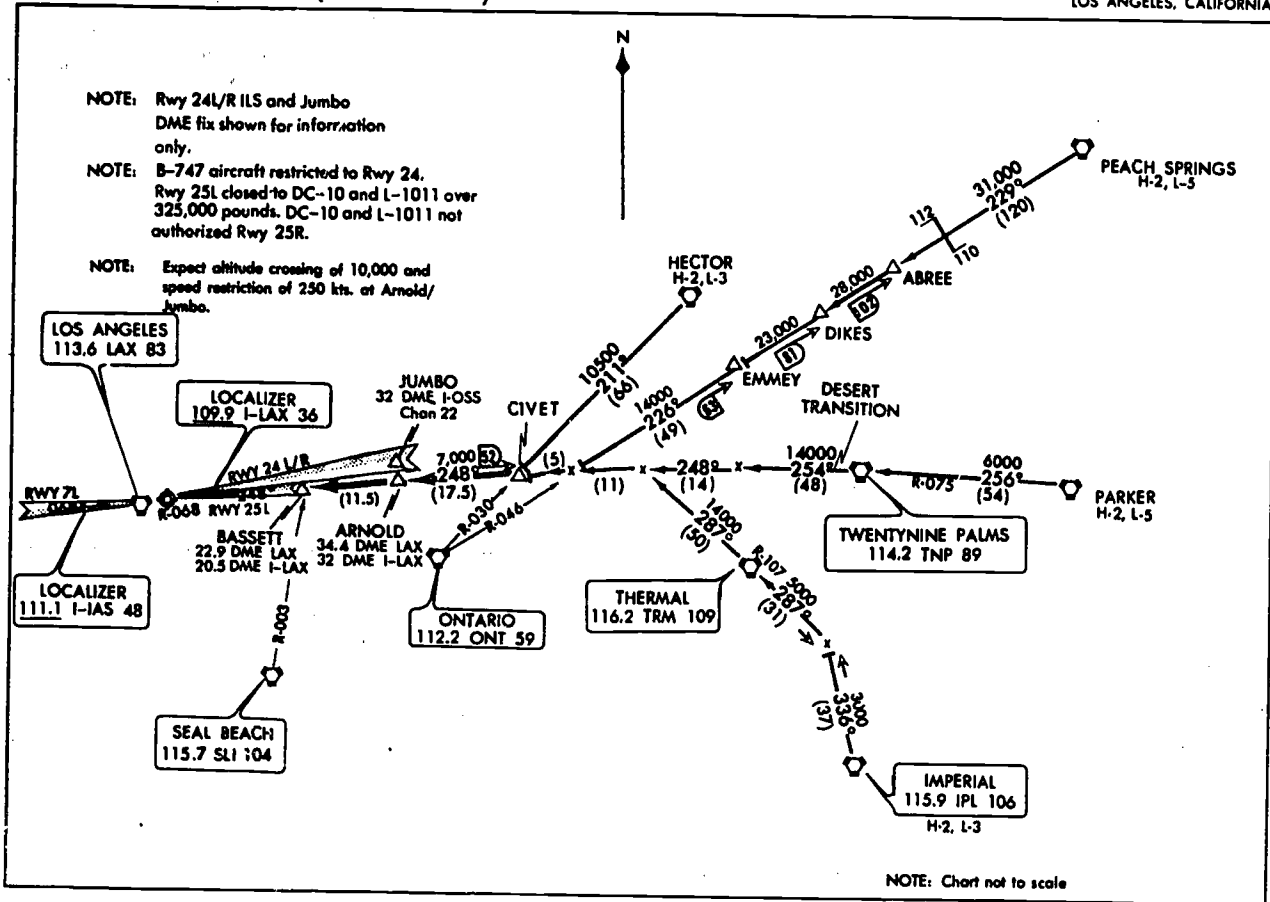 LOS ANGELES, CALIFORNIA
N
NOTE: Rwy 24L/R ILS and Jumbo
DME fix shown for information
only.
NOTE: B-747 aircraft restricted to Rwy 24.
Rwy 25L closed to DC-10 and L-1011 over
325,000 pounds. DC-10 and L-1011 not
authorized Rwy 25R.
NOTE: Expect altitude crossing of 10,000 and
speed restriction of 250 kts. at Arnold/
Jumbo.
PEACH SPRINGS
H-2, L-5
31,000
229°
(120)
112
110
ABREE
28,000
DIKES
23,000
81
EMMEY
HECTOR
H-2, L-3
10500
211°
(66)
14000
226°
(49)
LOS ANGELES
113.6 LAX 83
LOCALIZER
109.9 I-LAX 36
JUMBO
32 DME I-OSS
Chan 22
CIVET
DESERT
TRANSITION
RWY 24 L/R
7,000
52
248°
(17.5)
(5)
(11)
248°
(14)
14000
254°
(48)
R-075
6000
256°
(54)
PARKER
H-2, L-5
RWY 7L
R-068
RWY 25L
(11.5)
BASSETT
22.9 DME LAX
20.5 DME I-LAX
ARNOLD
34.4 DME LAX
32 DME I-LAX
R-030
R-046
14000
287°
(50)
TWENTYNINE PALMS
114.2 TNP 89
LOCALIZER
111.1 I-IAS 48
ONTARIO
112.2 ONT 59
THERMAL
116.2 TRM 109
R-107
5000
287°
(31)
R-003
SEAL BEACH
115.7 SLI 104
3000
336°
(37)
IMPERIAL
115.9 IPL 106
H-2, L-3
NOTE: Chart not to scale